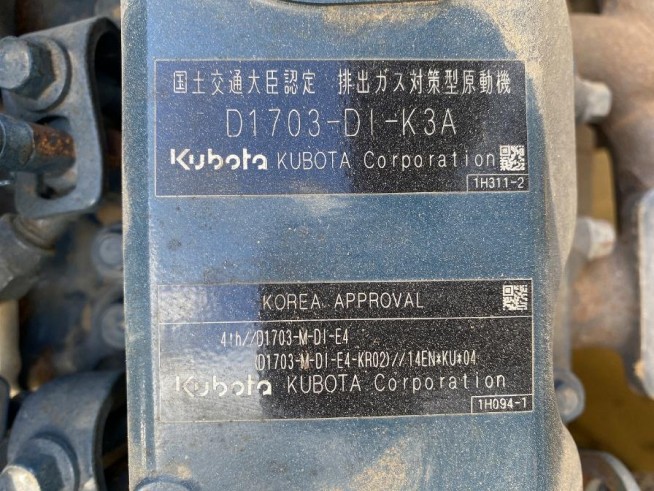 国土交通大臣認定 排出ガス対策型原動機
D1703-DI-K3A
Kubota KUBOTA Corporation
1H311-2
KOREA APPROVAL
4th//D1703-M-DI-E4
(D1703-M-DI-E4-KR02)//14EN*KU*04
Kubota KUBOTA Corporation
1H094-1